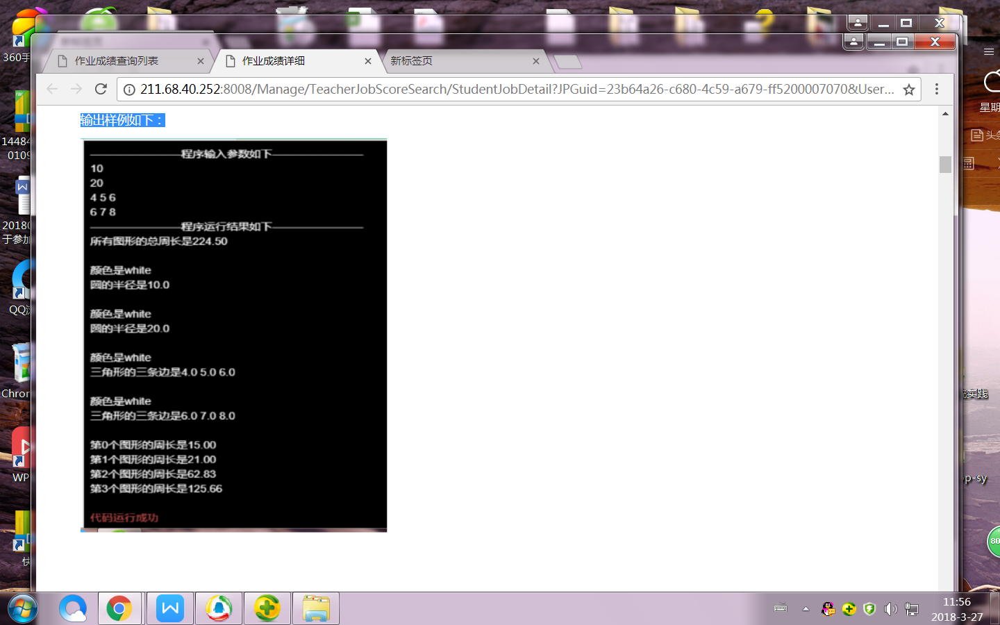 作业成绩查询列表
作业成绩详细
新标签页
211.68.40.252:8008/Manage/TeacherJobScoreSearch/StudentJobDetail?JPGuid=23b64a26-c680-4c59-a679-ff5200007070&User...
输出样例如下：
程序输入参数如下
10
20
4 5 6
6 7 8
程序运行结果如下
所有图形的总周长是224.50
颜色是white
圆的半径是10.0
颜色是white
圆的半径是20.0
颜色是white
三角形的三条边是4.0 5.0 6.0
颜色是white
三角形的三条边是6.0 7.0 8.0
第0个图形的周长是15.00
第1个图形的周长是21.00
第2个图形的周长是62.83
第3个图形的周长是125.66
代码运行成功
360手
14484
0109
20180
于参加
Chron
WP
快
星期
头条
实践
op-sy
80
11:56
2018-3-27